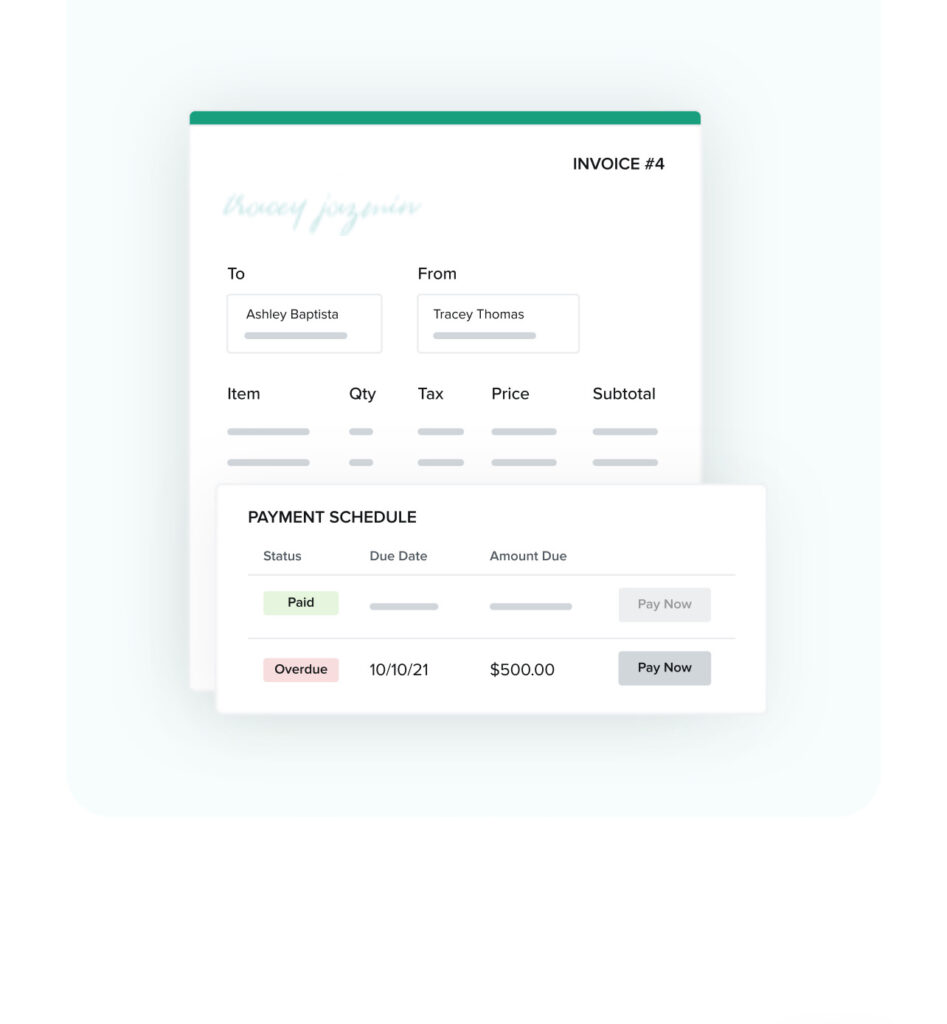 INVOICE #4
tracey jazmin
To From
Ashley Baptista Tracey Thomas
Item Qty Tax Price Subtotal
PAYMENT SCHEDULE
Status Due Date Amount Due
Paid Pay Now
Overdue 10/10/21 $500.00 Pay Now